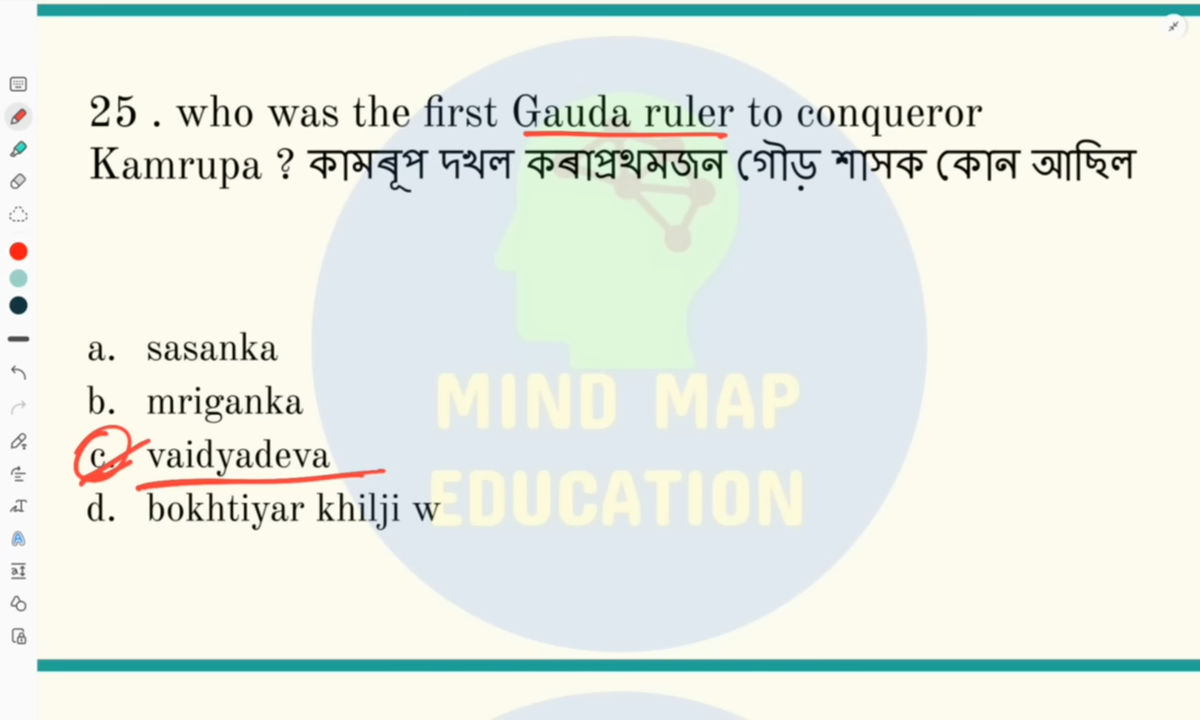 25 . who was the first Gauda ruler to conqueror
Kamrupa ? কামৰূপ দখল কৰাপ্ৰথমজন গৌড় শাসক কোন আছিল
a. sasanka
b. mriganka
c. vaidyadeva
d. bokhtiyar khilji w
MIND MAP
EDUCATION